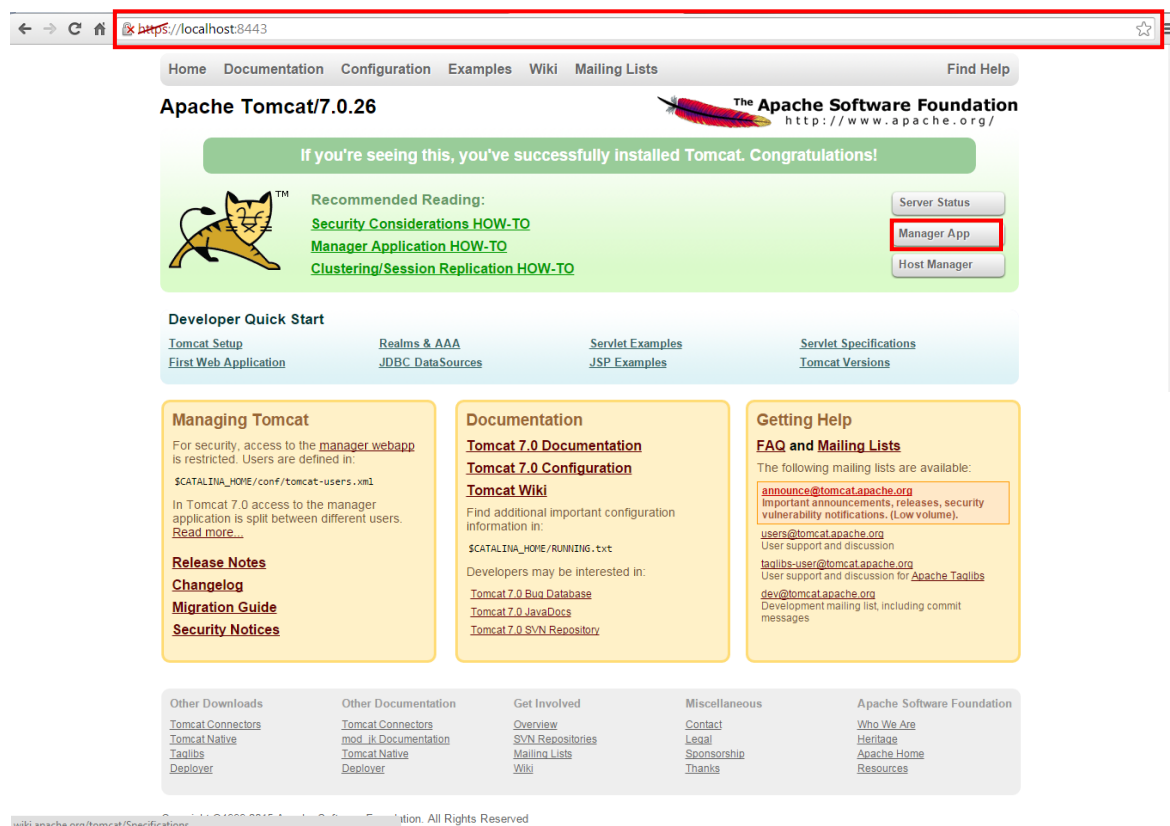 https://localhost:8443
Home Documentation Configuration Examples Wiki Mailing Lists Find Help
Apache Tomcat/7.0.26
The Apache Software Foundation
http://www.apache.org/
If you're seeing this, you've successfully installed Tomcat. Congratulations!
TM
Recommended Reading:
Security Considerations HOW-TO
Manager Application HOW-TO
Clustering/Session Replication HOW-TO
Server Status
Manager App
Host Manager
Developer Quick Start
Tomcat Setup
First Web Application
Realms & AAA
JDBC DataSources
Servlet Examples
JSP Examples
Servlet Specifications
Tomcat Versions
Managing Tomcat
For security, access to the manager webapp
is restricted. Users are defined in:
$CATALINA_HOME/conf/tomcat-users.xml
In Tomcat 7.0 access to the manager
application is split between different users.
Read more...
Release Notes
Changelog
Migration Guide
Security Notices
Documentation
Tomcat 7.0 Documentation
Tomcat 7.0 Configuration
Tomcat Wiki
Find additional important configuration
information in:
$CATALINA_HOME/RUNNING.txt
Developers may be interested in:
Tomcat 7.0 Bug Database
Tomcat 7.0 JavaDocs
Tomcat 7.0 SVN Repository
Getting Help
FAQ and Mailing Lists
The following mailing lists are available:
announce@tomcat.apache.org
Important announcements, releases, security
vulnerability notifications. (Low volume).
users@tomcat.apache.org
User support and discussion
taglibs-user@tomcat.apache.org
User support and discussion for Apache Taglibs
dev@tomcat.apache.org
Development mailing list, including commit
messages
Other Downloads
Tomcat Connectors
Tomcat Native
Taglibs
Deployer
Other Documentation
Tomcat Connectors
mod_jk Documentation
Tomcat Native
Deployer
Get Involved
Overview
SVN Repositories
Mailing Lists
Wiki
Miscellaneous
Contact
Legal
Sponsorship
Thanks
Apache Software Foundation
Who We Are
Heritage
Apache Home
Resources
All Rights Reserved
wiki.apache.org/tomcat/Specifications